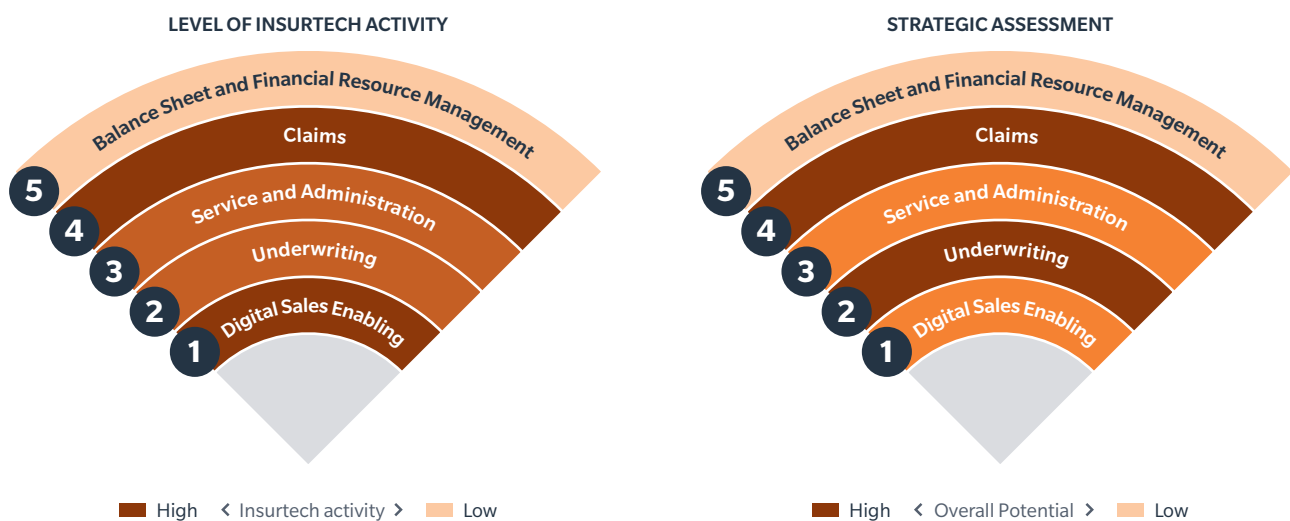 LEVEL OF INSURTECH ACTIVITY
Balance Sheet and Financial Resource Management
Claims
Service and Administration
Underwriting
Digital Sales Enabling
5
4
3
2
1
High < Insurtech activity > Low
STRATEGIC ASSESSMENT
Balance Sheet and Financial Resource Management
Claims
Service and Administration
Underwriting
Digital Sales Enabling
5
4
3
2
1
High < Overall Potential > Low